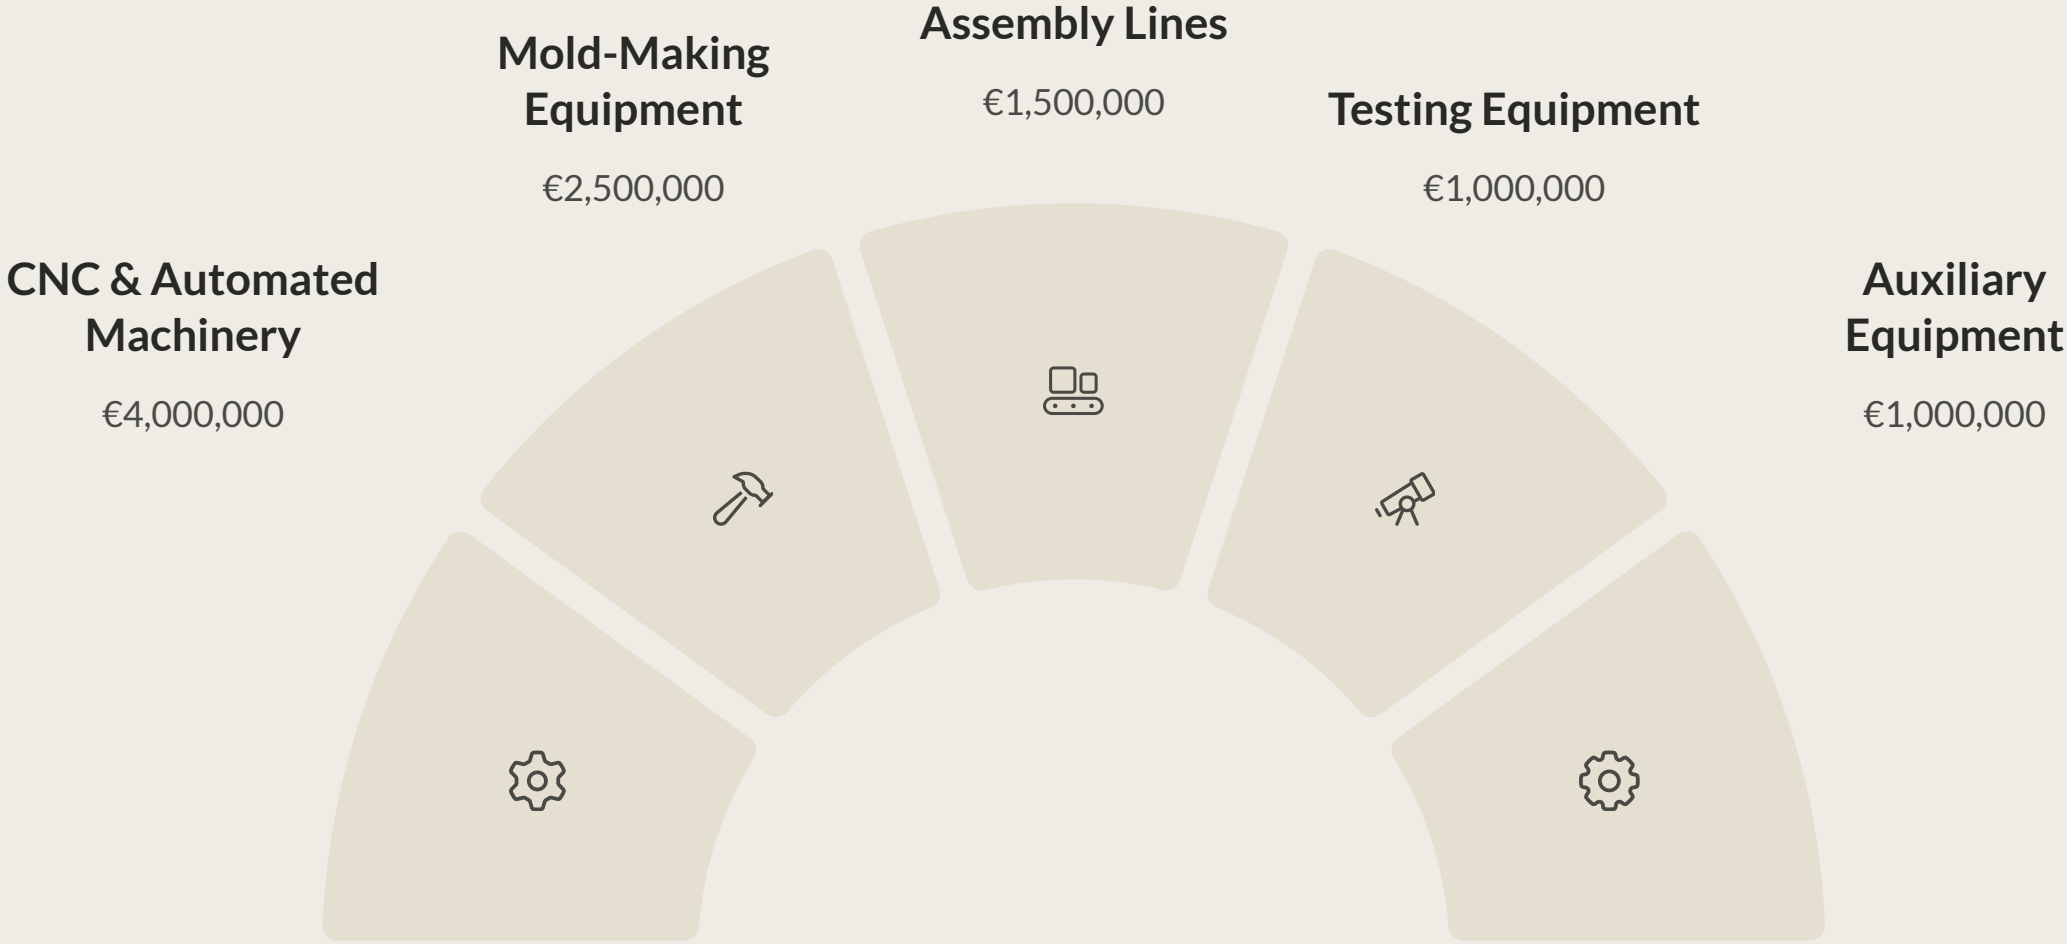 CNC & Automated
Machinery
€4,000,000
Mold-Making
Equipment
€2,500,000
Assembly Lines
€1,500,000
Testing Equipment
€1,000,000
Auxiliary
Equipment
€1,000,000